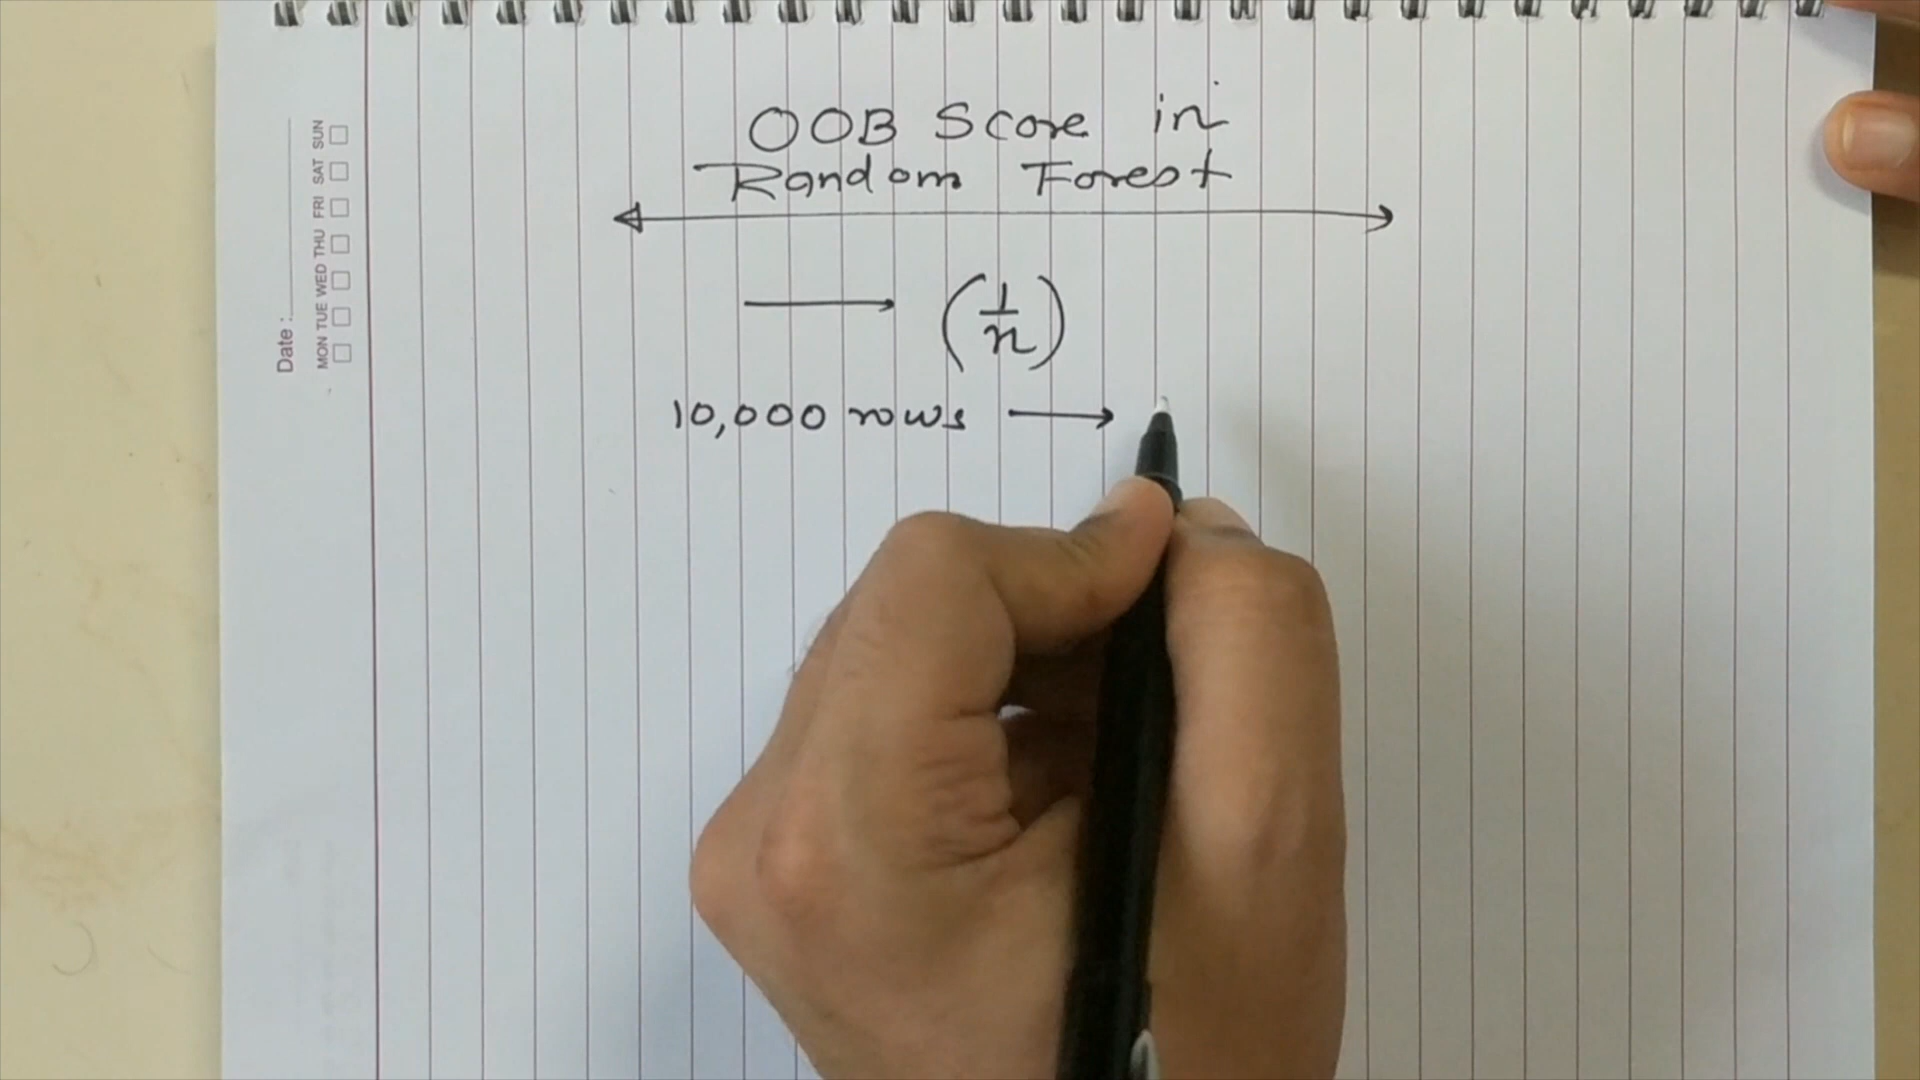 OOB Score in
Random Forest
(1/n)
10,000 rows
Date :
MON TUE WED THU FRI SAT SUN